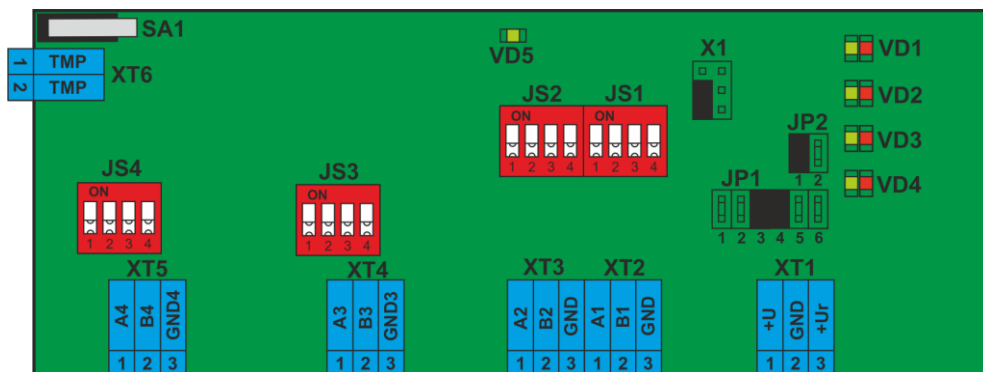 SA1
1 TMP
2 TMP
XT6
VD5
X1
VD1
VD2
VD3
VD4
JS2 JS1
ON ON
1 2 3 4 1 2 3 4
JP2
1 2
JP1
1 2 3 4 5 6
JS4
ON
1 2 3 4
JS3
ON
1 2 3 4
XT5
A4 B4 GND4
1 2 3
XT4
A3 B3 GND3
1 2 3
XT3 XT2
A2 B2 GND A1 B1 GND
1 2 3 1 2 3
XT1
+U GND +Ur
1 2 3